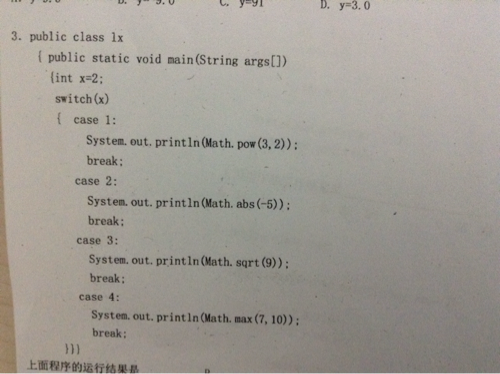 C. y=91 D. y=3.0
3. public class lx
{ public static void main(String args[])
{int x=2;
switch(x)
{ case 1:
System.out.println(Math.pow(3,2));
break;
case 2:
System.out.println(Math.abs(-5));
break;
case 3:
System.out.println(Math.sqrt(9));
break;
case 4:
System.out.println(Math.max(7,10));
break;
}}}
上面程序的运行结果是